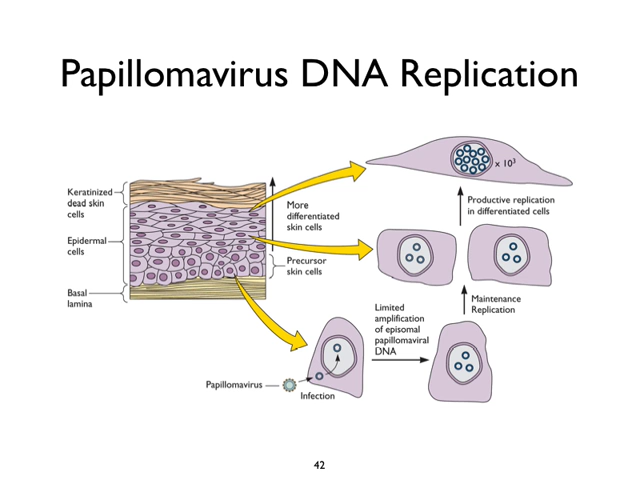 Papillomavirus DNA Replication
x 10³
Keratinized
dead skin
cells
More
differentiated
skin cells
Productive replication
in differentiated cells
Epidermal
cells
Precursor
skin cells
Basal
lamina
Maintenance
Replication
Limited
amplification
of episomal
papillomaviral
DNA
Papillomavirus
Infection
42